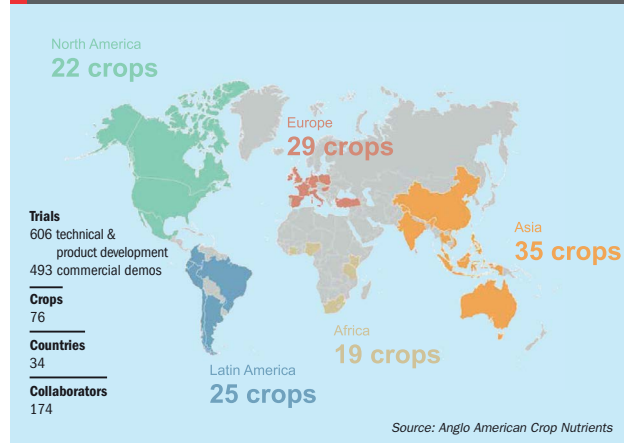 North America
22 crops
Europe
29 crops
Trials
606 technical &
product development
493 commercial demos
Crops
76
Countries
34
Collaborators
174
Asia
35 crops
Africa
19 crops
Latin America
25 crops
Source: Anglo American Crop Nutrients